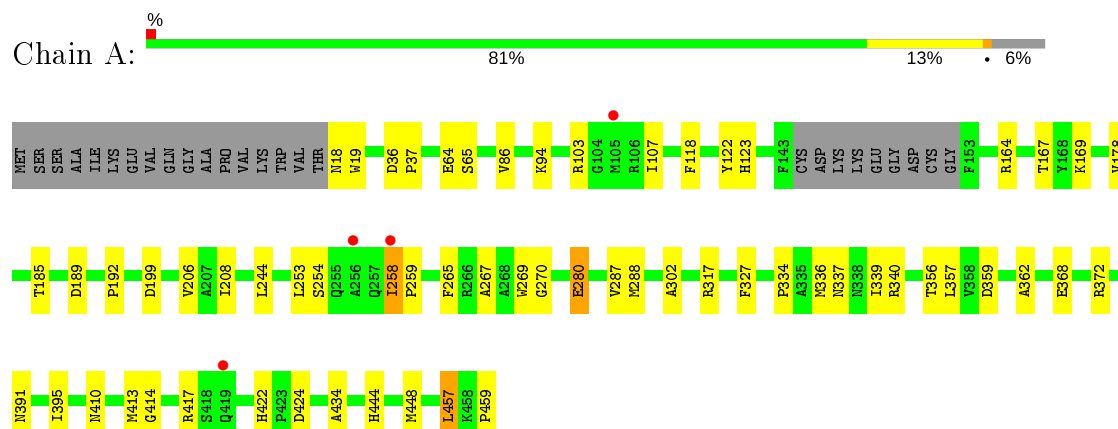 %
Chain A:
81% 13% • 6%
MET SER SER ALA ILE LYS GLU VAL GLN GLY ALA PRO VAL LYS TRP VAL THR N18 W19 D36 P37 E64 S65 V86 K94 R103 G104 M105 R106 I107 F118 Y122 H123 F143 CYS ASP LYS LYS GLU GLY ASP CYS GLY F153 R164 T167 Y168 K169
T185 D189 P192 D199 V206 A207 I208 L244 L253 S254 Q255 A256 Q257 I258 P259 F265 R266 A267 A268 W269 G270 E280 V287 M288 A302 R317 F327 P334 A335 M336 N337 N338 I339 R340 T356 L357 V358 D359 A362 E368 R372
N391 I395 N410 M413 G414 R417 S418 Q419 H422 P423 D424 A434 H444 M448 L457 K458 P459